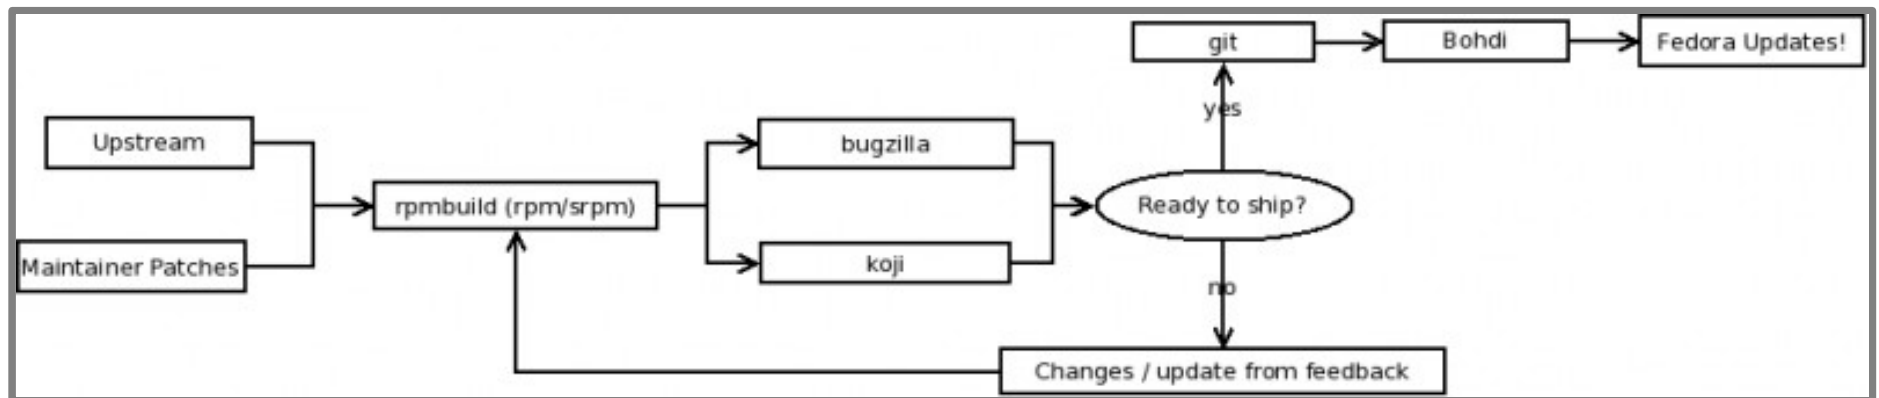 git
Bohdi
Fedora Updates!
yes
Upstream
bugzilla
rpmbuild (rpm/srpm)
Ready to ship?
Maintainer Patches
koji
no
Changes / update from feedback